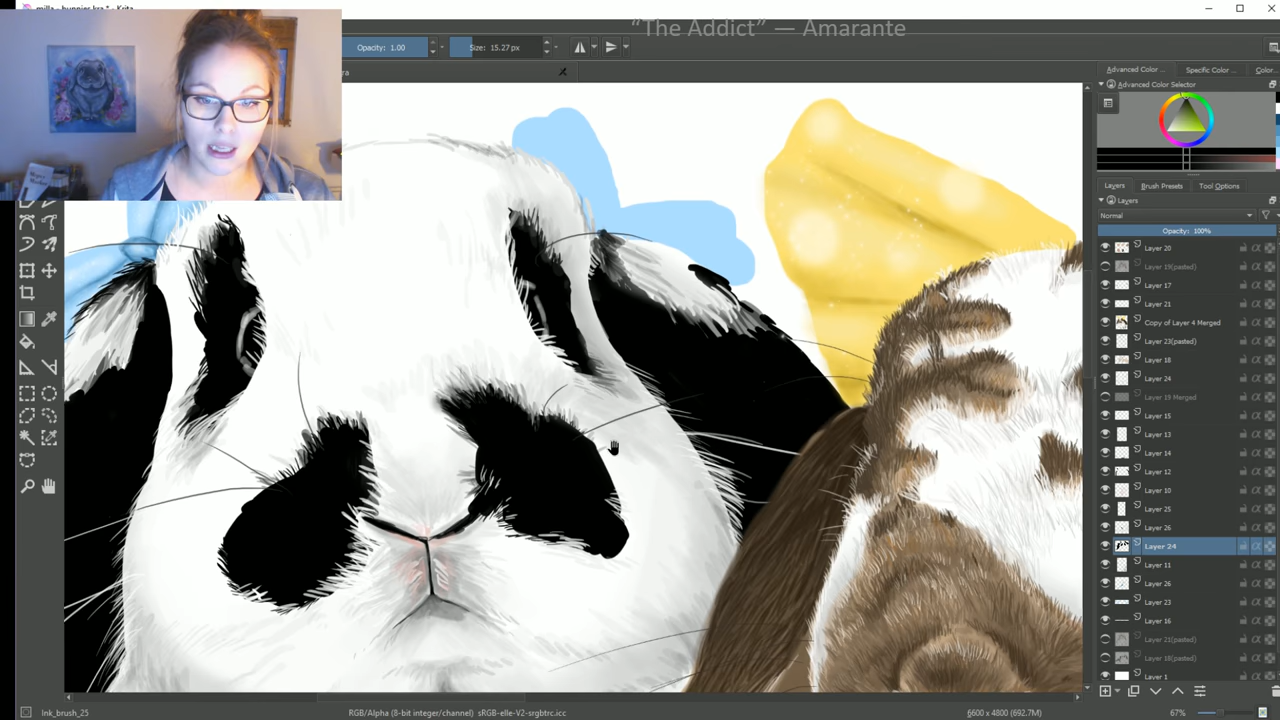 milla - bunnies.kra * - Krita
"The Addict" — Amarante
Opacity: 1.00
Size: 15.27 px
Advanced Color ...
Specific Color ...
Color...
Advanced Color Selector
Layers
Brush Presets
Tool Options
Layers
Normal
Opacity: 100%
Layer 20
Layer 19(pasted)
Layer 17
Layer 21
Copy of Layer 4 Merged
Layer 23(pasted)
Layer 18
Layer 24
Layer 19 Merged
Layer 15
Layer 13
Layer 14
Layer 12
Layer 10
Layer 25
Layer 26
Layer 24
Layer 11
Layer 26
Layer 23
Layer 16
Layer 21(pasted)
Layer 18(pasted)
Layer 1
Ink_brush_25
RGB/Alpha (8-bit integer/channel) sRGB-elle-V2-srgbtrc.icc
6600 x 4800 (692.7M)
67%